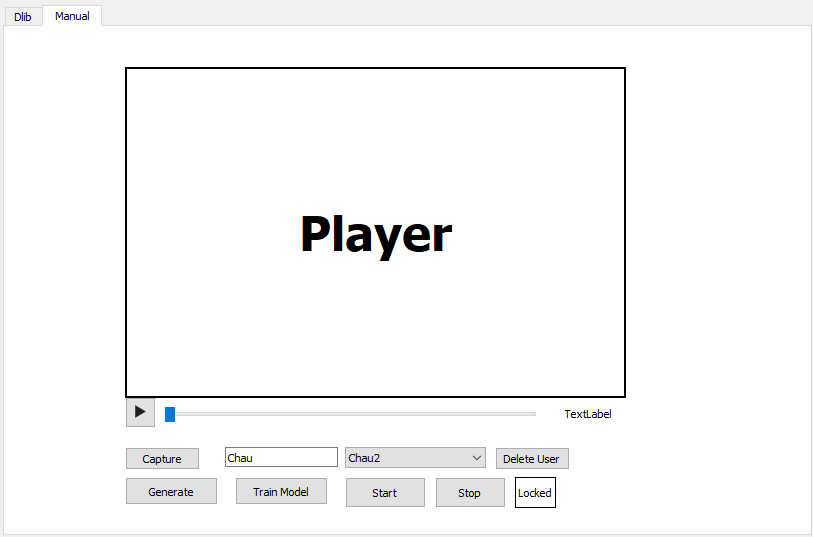 Dlib Manual
Player
TextLabel
Capture Chau Chau2 Delete User
Generate Train Model Start Stop Locked